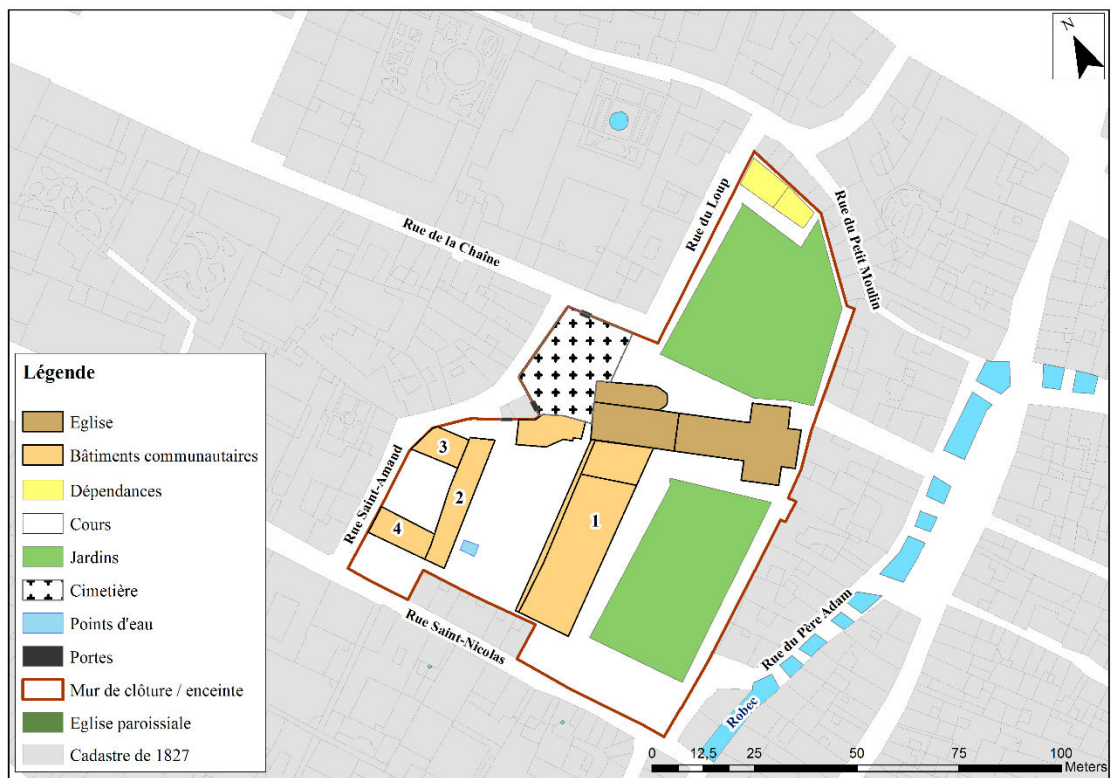 N
Rue du Loup
Rue du Petit Moulin
Rue de la Chaîne
Légende
Eglise
Bâtiments communautaires
Dépendances
Cours
Jardins
Cimetière
Points d'eau
Portes
Mur de clôture / enceinte
Eglise paroissiale
Cadastre de 1827
3
2
1
4
Rue Saint-Amand
Rue Saint-Nicolas
Rue du Père Adam
Robec
0 12,5 25 50 75 100
Meters